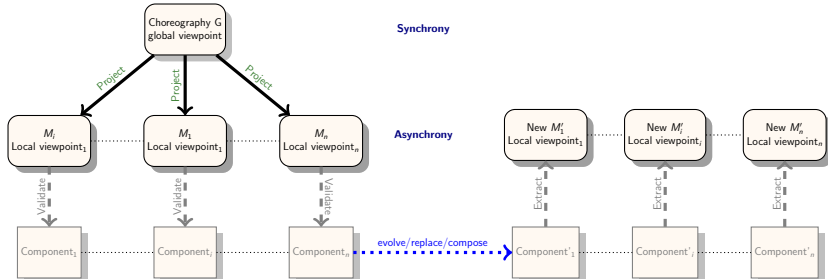 Choreography G
global viewpoint
Synchrony
Project
Project
Project
M_i
Local viewpoint_1
M_1
Local viewpoint_1
M_n
Local viewpoint_n
Asynchrony
New M'_1
Local viewpoint_1
New M'_i
Local viewpoint_i
New M'_n
Local viewpoint_n
Validate
Validate
Validate
Extract
Extract
Extract
Component_1
Component_i
Component_n
evolve/replace/compose
Component'_1
Component'_i
Component'_n